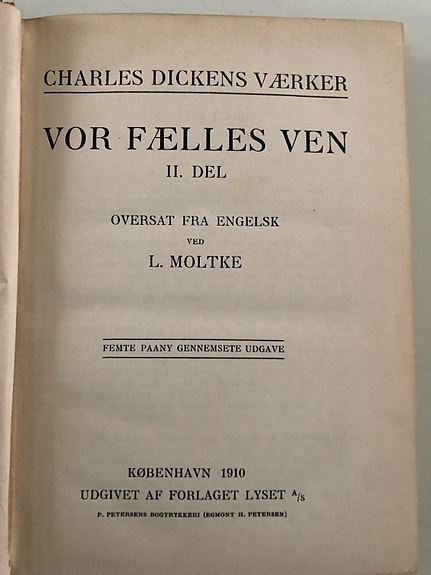 CHARLES DICKENS VÆRKER
VOR FÆLLES VEN
II. DEL
OVERSAT FRA ENGELSK
VED
L. MOLTKE
FEMTE PAANY GENNEMSETE UDGAVE
KØBENHAVN 1910
UDGIVET AF FORLAGET LYSET A/S
P. PETERSENS BOGTRYKKERI (EGMONT H. PETERSEN)